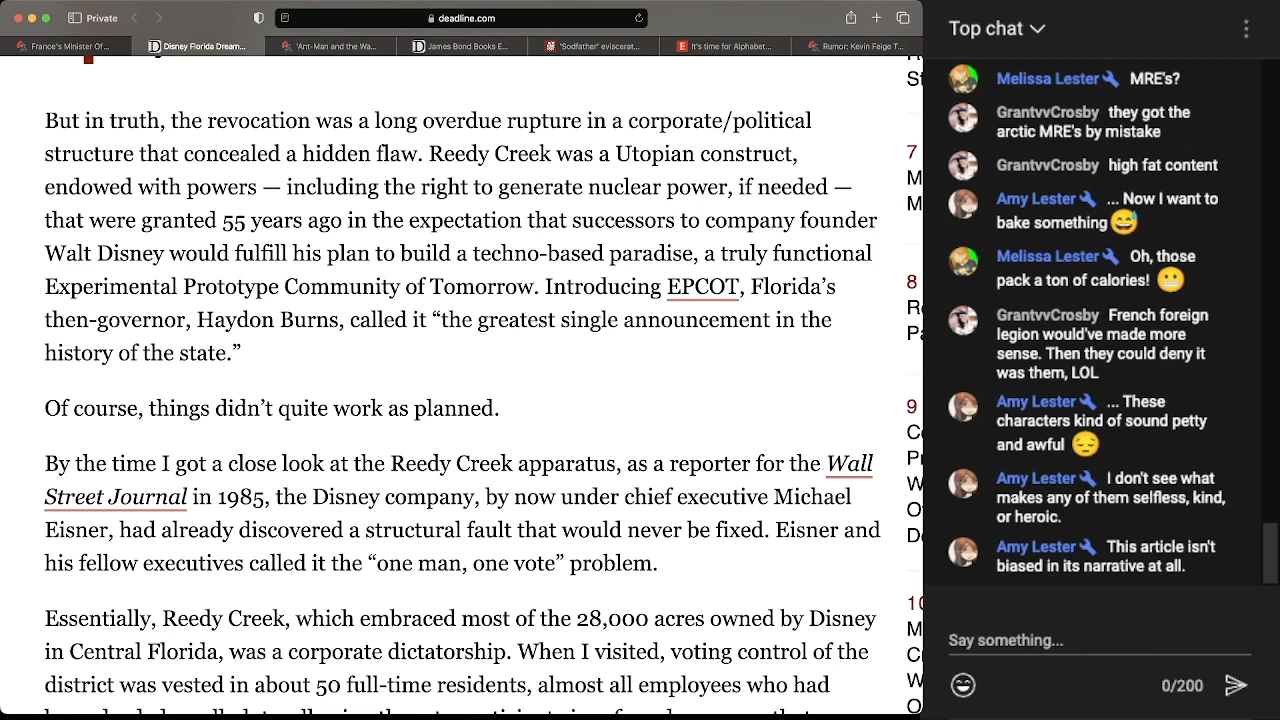 Private
deadline.com
France's Minister Of...
Disney Florida Dream...
'Ant-Man and the Wa...
James Bond Books E...
'Sodfather' eviscerat...
It's time for Alphabet...
Rumor: Kevin Feige T...
But in truth, the revocation was a long overdue rupture in a corporate/political
structure that concealed a hidden flaw. Reedy Creek was a Utopian construct,
endowed with powers — including the right to generate nuclear power, if needed —
that were granted 55 years ago in the expectation that successors to company founder
Walt Disney would fulfill his plan to build a techno-based paradise, a truly functional
Experimental Prototype Community of Tomorrow. Introducing EPCOT, Florida's
then-governor, Haydon Burns, called it “the greatest single announcement in the
history of the state.”
Of course, things didn't quite work as planned.
By the time I got a close look at the Reedy Creek apparatus, as a reporter for the Wall
Street Journal in 1985, the Disney company, by now under chief executive Michael
Eisner, had already discovered a structural fault that would never be fixed. Eisner and
his fellow executives called it the “one man, one vote” problem.
Essentially, Reedy Creek, which embraced most of the 28,000 acres owned by Disney
in Central Florida, was a corporate dictatorship. When I visited, voting control of the
district was vested in about 50 full-time residents, almost all employees who had
St
7
M
M
8
Re
Pa
9
Co
Pr
W
O
De
10
M
Cu
W
O
Top chat
Melissa Lester MRE's?
GrantvvCrosby they got the
arctic MRE's by mistake
GrantvvCrosby high fat content
Amy Lester ... Now I want to
bake something
Melissa Lester Oh, those
pack a ton of calories!
GrantvvCrosby French foreign
legion would've made more
sense. Then they could deny it
was them, LOL
Amy Lester ... These
characters kind of sound petty
and awful
Amy Lester I don't see what
makes any of them selfless, kind,
or heroic.
Amy Lester This article isn't
biased in its narrative at all.
Say something...
0/200